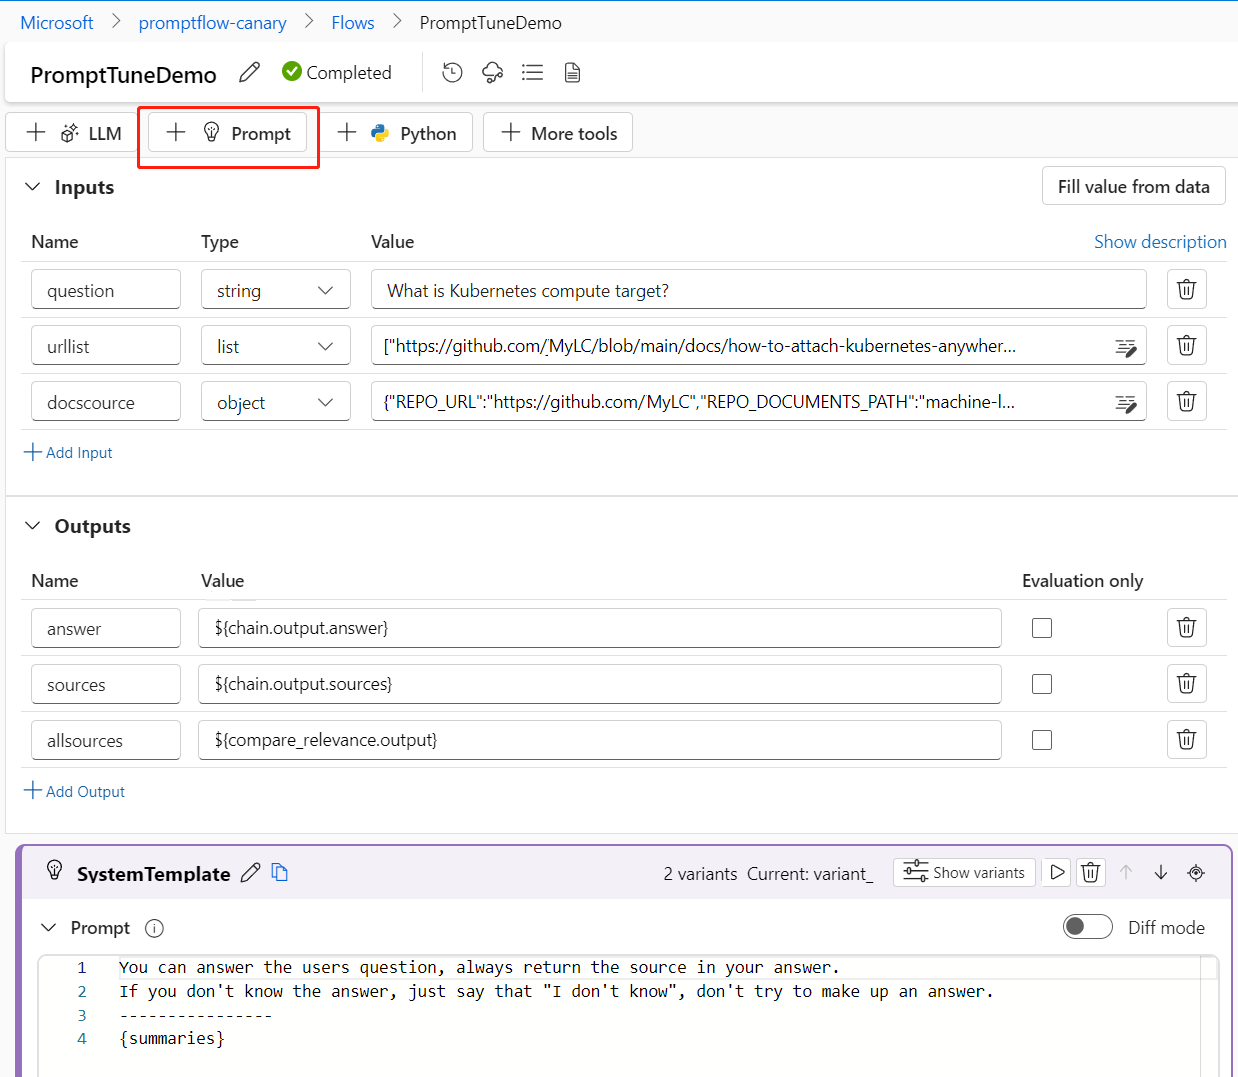 Microsoft > promptflow-canary > Flows > PromptTuneDemo
PromptTuneDemo Completed
LLM Prompt Python More tools
Inputs Fill value from data
Name Type Value Show description
question string What is Kubernetes compute target?
urllist list ["https://github.com/MyLC/blob/main/docs/how-to-attach-kubernetes-anywher...
docscource object {"REPO_URL":"https://github.com/MyLC","REPO_DOCUMENTS_PATH":"machine-l...
Add Input
Outputs
Name Value Evaluation only
answer ${chain.output.answer}
sources ${chain.output.sources}
allsources ${compare_relevance.output}
Add Output
SystemTemplate 2 variants Current: variant_ Show variants
Prompt Diff mode
1 You can answer the users question, always return the source in your answer.
2 If you don't know the answer, just say that "I don't know", don't try to make up an answer.
3 ----------------
4 {summaries}